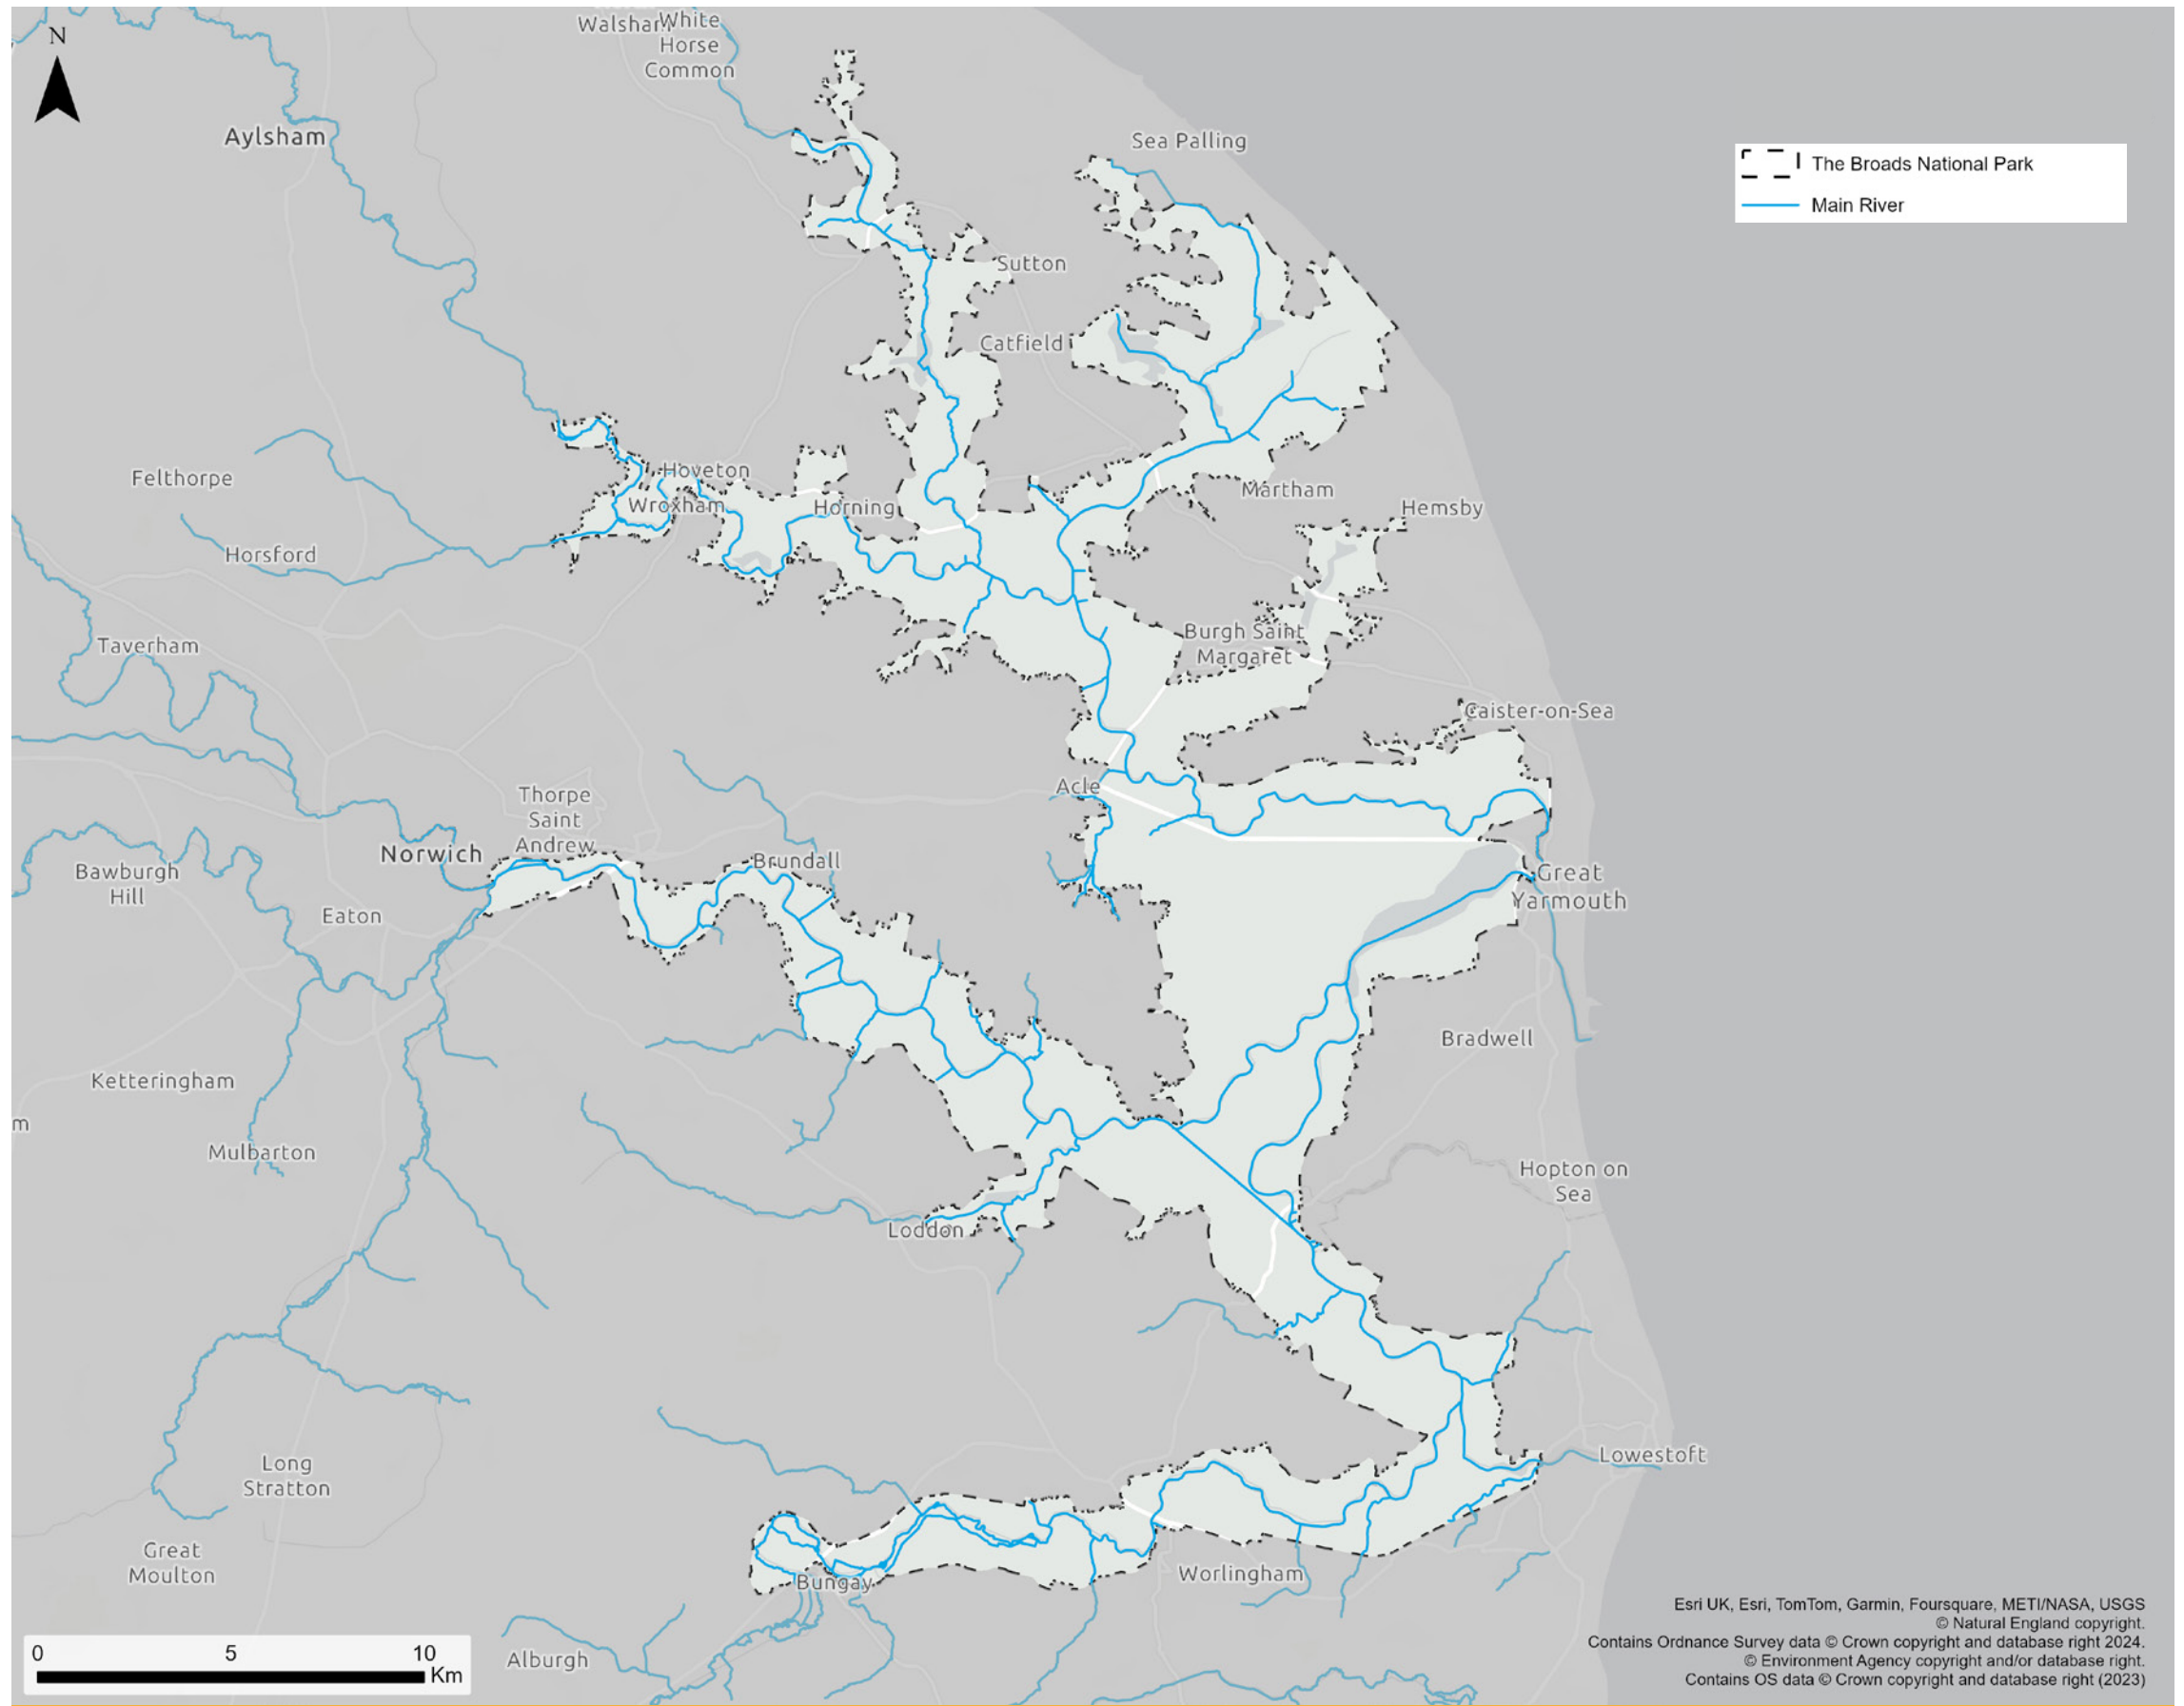 Walsham
White
Horse
Common
N
Aylsham
Sea Palling
The Broads National Park
Main River
Sutton
Catfield
Felthorpe
Hoveton
Wroxham
Horning
Martham
Hemsby
Horsford
Taverham
Burgh Saint
Margaret
Caister-on-Sea
Acle
Thorpe
Saint
Andrew
Norwich
Brundall
Bawburgh
Hill
Great
Yarmouth
Eaton
Bradwell
Ketteringham
m
Mulbarton
Hopton on
Sea
Loddon
Lowestoft
Long
Stratton
Great
Moulton
Bungay
Worlingham
Alburgh
0 5 10
Km
Esri UK, Esri, TomTom, Garmin, Foursquare, METI/NASA, USGS
© Natural England copyright.
Contains Ordnance Survey data © Crown copyright and database right 2024.
© Environment Agency copyright and/or database right.
Contains OS data © Crown copyright and database right (2023)